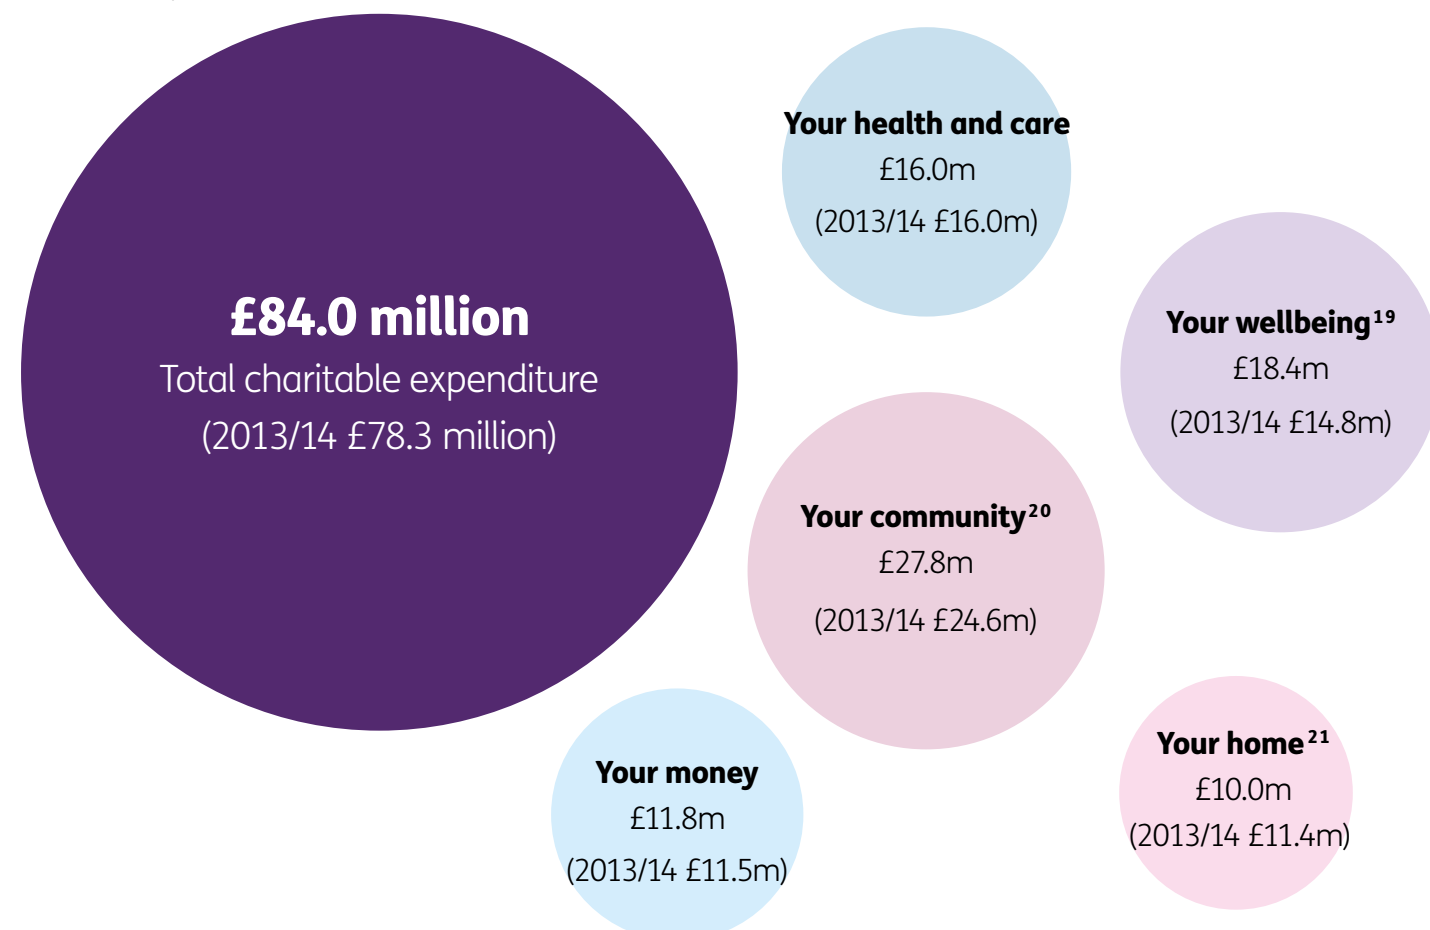 £84.0 million
Total charitable expenditure
(2013/14 £78.3 million)
Your health and care
£16.0m
(2013/14 £16.0m)
Your wellbeing¹⁹
£18.4m
(2013/14 £14.8m)
Your community²⁰
£27.8m
(2013/14 £24.6m)
Your money
£11.8m
(2013/14 £11.5m)
Your home²¹
£10.0m
(2013/14 £11.4m)